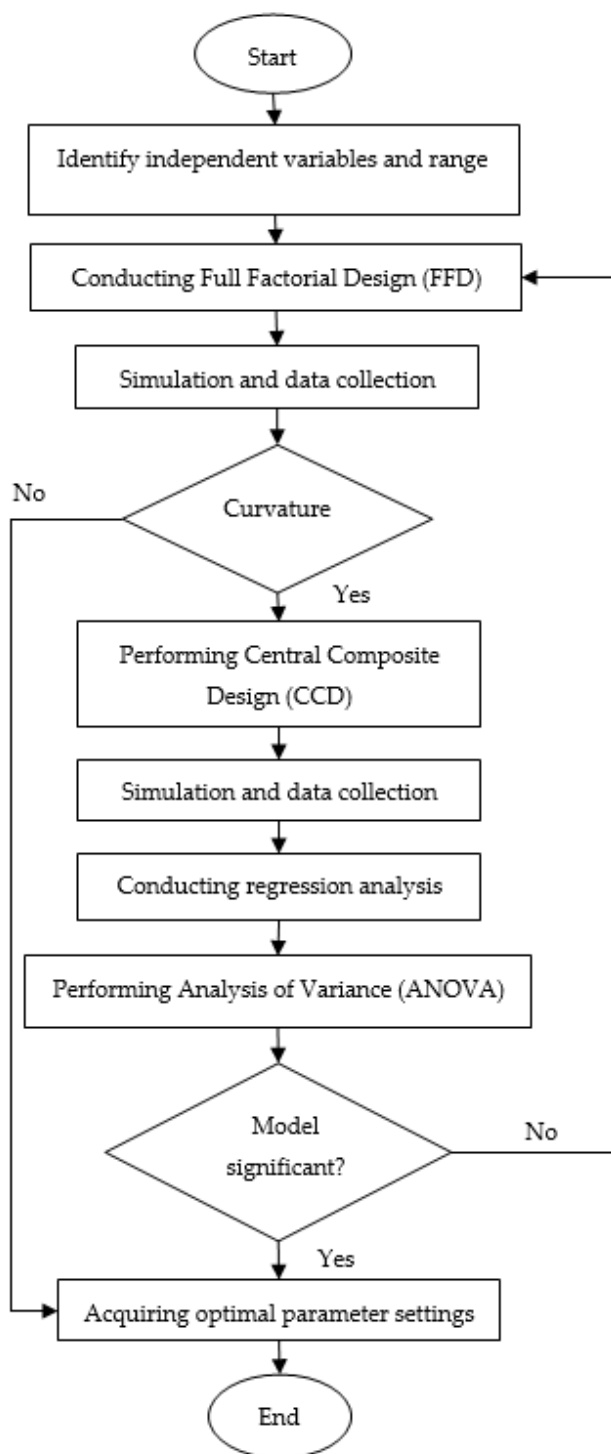 Start
Identify independent variables and range
Conducting Full Factorial Design (FFD)
Simulation and data collection
No
Curvature
Yes
Performing Central Composite
Design (CCD)
Simulation and data collection
Conducting regression analysis
Performing Analysis of Variance (ANOVA)
Model
significant?
No
Yes
Acquiring optimal parameter settings
End